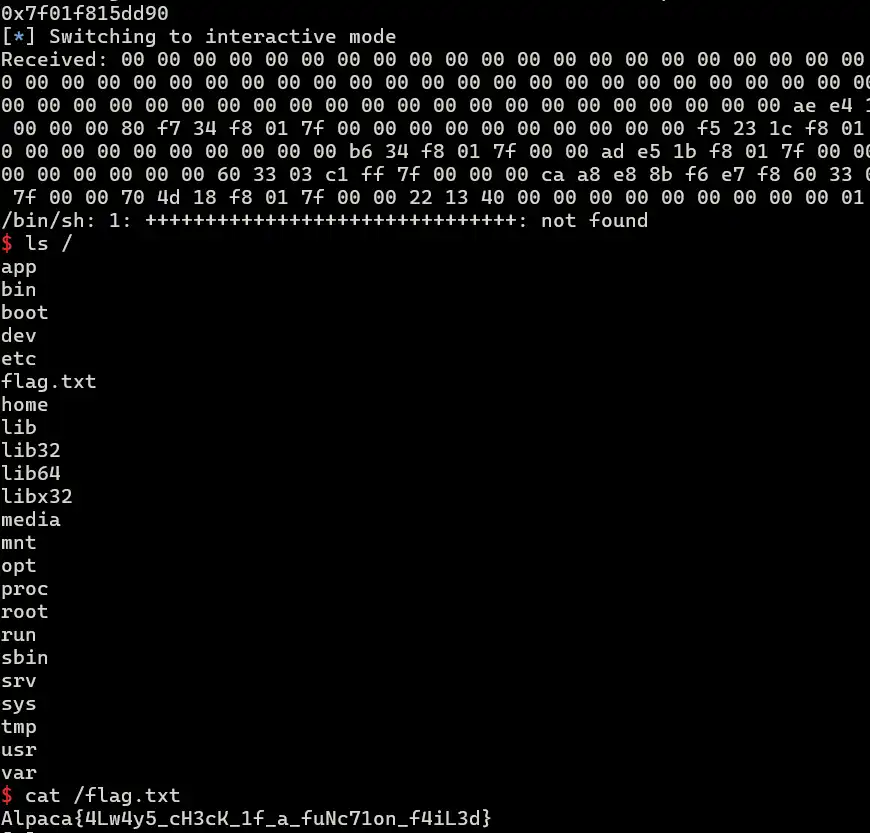 0x7f01f815dd90
[*] Switching to interactive mode
Received: 00 00 00 00 00 00 00 00 00 00 00 00 00 00 00 00 00 00 00 00 00
0 00 00 00 00 00 00 00 00 00 00 00 00 00 00 00 00 00 00 00 00 00 00 00 00
00 00 00 00 00 00 00 00 00 00 00 00 00 00 00 00 00 00 00 00 00 00 ae e4 1
00 00 00 80 f7 34 f8 01 7f 00 00 00 00 00 00 00 00 00 00 f5 23 1c f8 01
0 00 00 00 00 00 00 00 00 00 b6 34 f8 01 7f 00 00 ad e5 1b f8 01 7f 00 00
00 00 00 00 00 00 60 33 03 c1 ff 7f 00 00 00 ca a8 e8 8b f6 e7 f8 60 33 0
7f 00 00 70 4d 18 f8 01 7f 00 00 22 13 40 00 00 00 00 00 00 00 00 00 01
/bin/sh: 1: +++++++++++++++++++++++++++++++: not found
$ ls /
app
bin
boot
dev
etc
flag.txt
home
lib
lib32
lib64
libx32
media
mnt
opt
proc
root
run
sbin
srv
sys
tmp
usr
var
$ cat /flag.txt
Alpaca{4Lw4y5_cH3cK_1f_a_fuNc71on_f4iL3d}